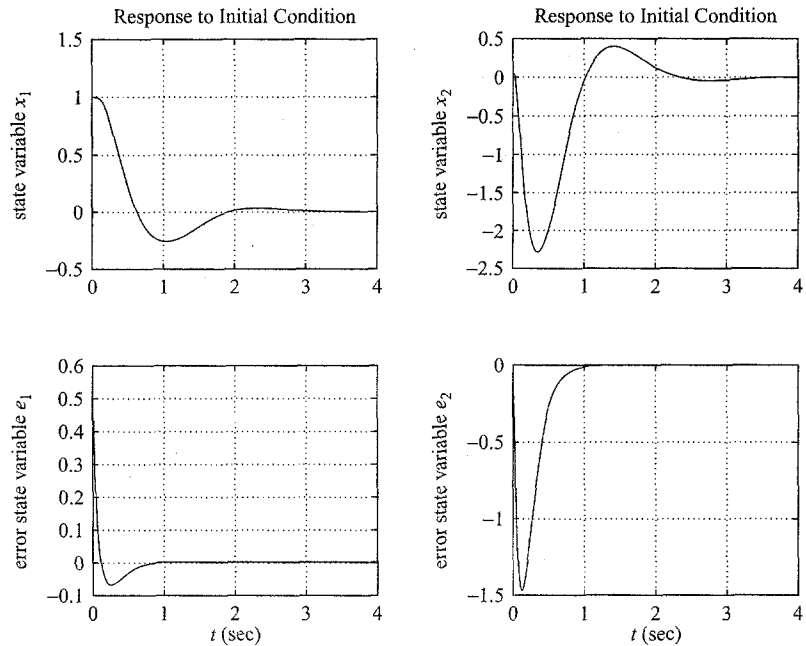 Response to Initial Condition
1.5
1
0.5
0
−0.5
0 1 2 3 4
state variable x1
Response to Initial Condition
0.5
0
−0.5
−1
−1.5
−2
−2.5
0 1 2 3 4
state variable x2
0.6
0.5
0.4
0.3
0.2
0.1
0
−0.1
0 1 2 3 4
error state variable e1
t (sec)
0
−0.5
−1
−1.5
0 1 2 3 4
error state variable e2
t (sec)